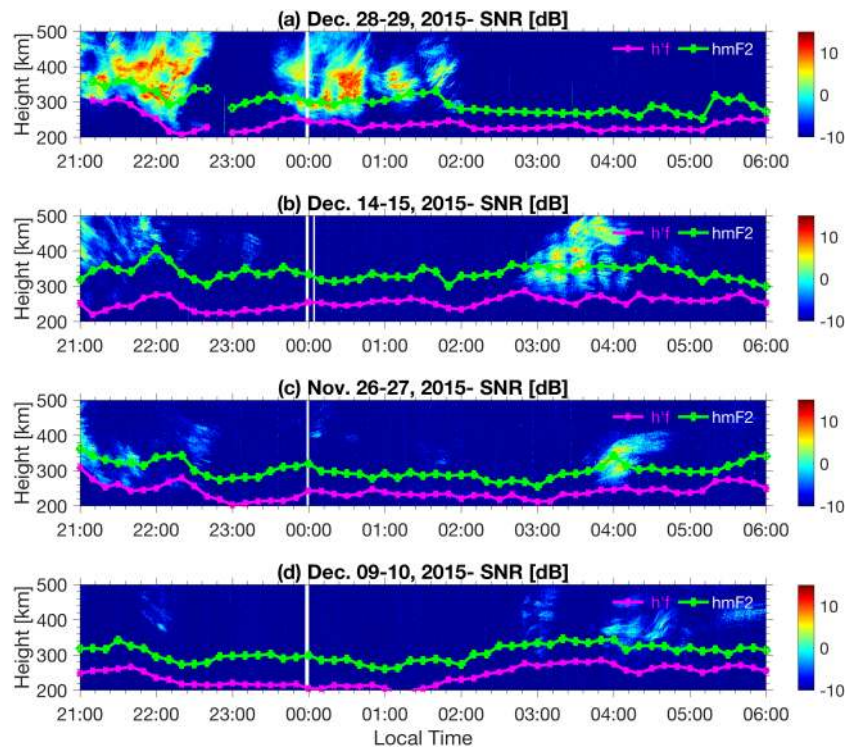 (a) Dec. 28-29, 2015- SNR [dB]
500
400
300
200
Height [km]
h'f hmF2
10
0
-10
21:00 22:00 23:00 00:00 01:00 02:00 03:00 04:00 05:00 06:00
(b) Dec. 14-15, 2015- SNR [dB]
500
400
300
200
Height [km]
h'f hmF2
10
0
-10
21:00 22:00 23:00 00:00 01:00 02:00 03:00 04:00 05:00 06:00
(c) Nov. 26-27, 2015- SNR [dB]
500
400
300
200
Height [km]
h'f hmF2
10
0
-10
21:00 22:00 23:00 00:00 01:00 02:00 03:00 04:00 05:00 06:00
(d) Dec. 09-10, 2015- SNR [dB]
500
400
300
200
Height [km]
h'f hmF2
10
0
-10
21:00 22:00 23:00 00:00 01:00 02:00 03:00 04:00 05:00 06:00
Local Time